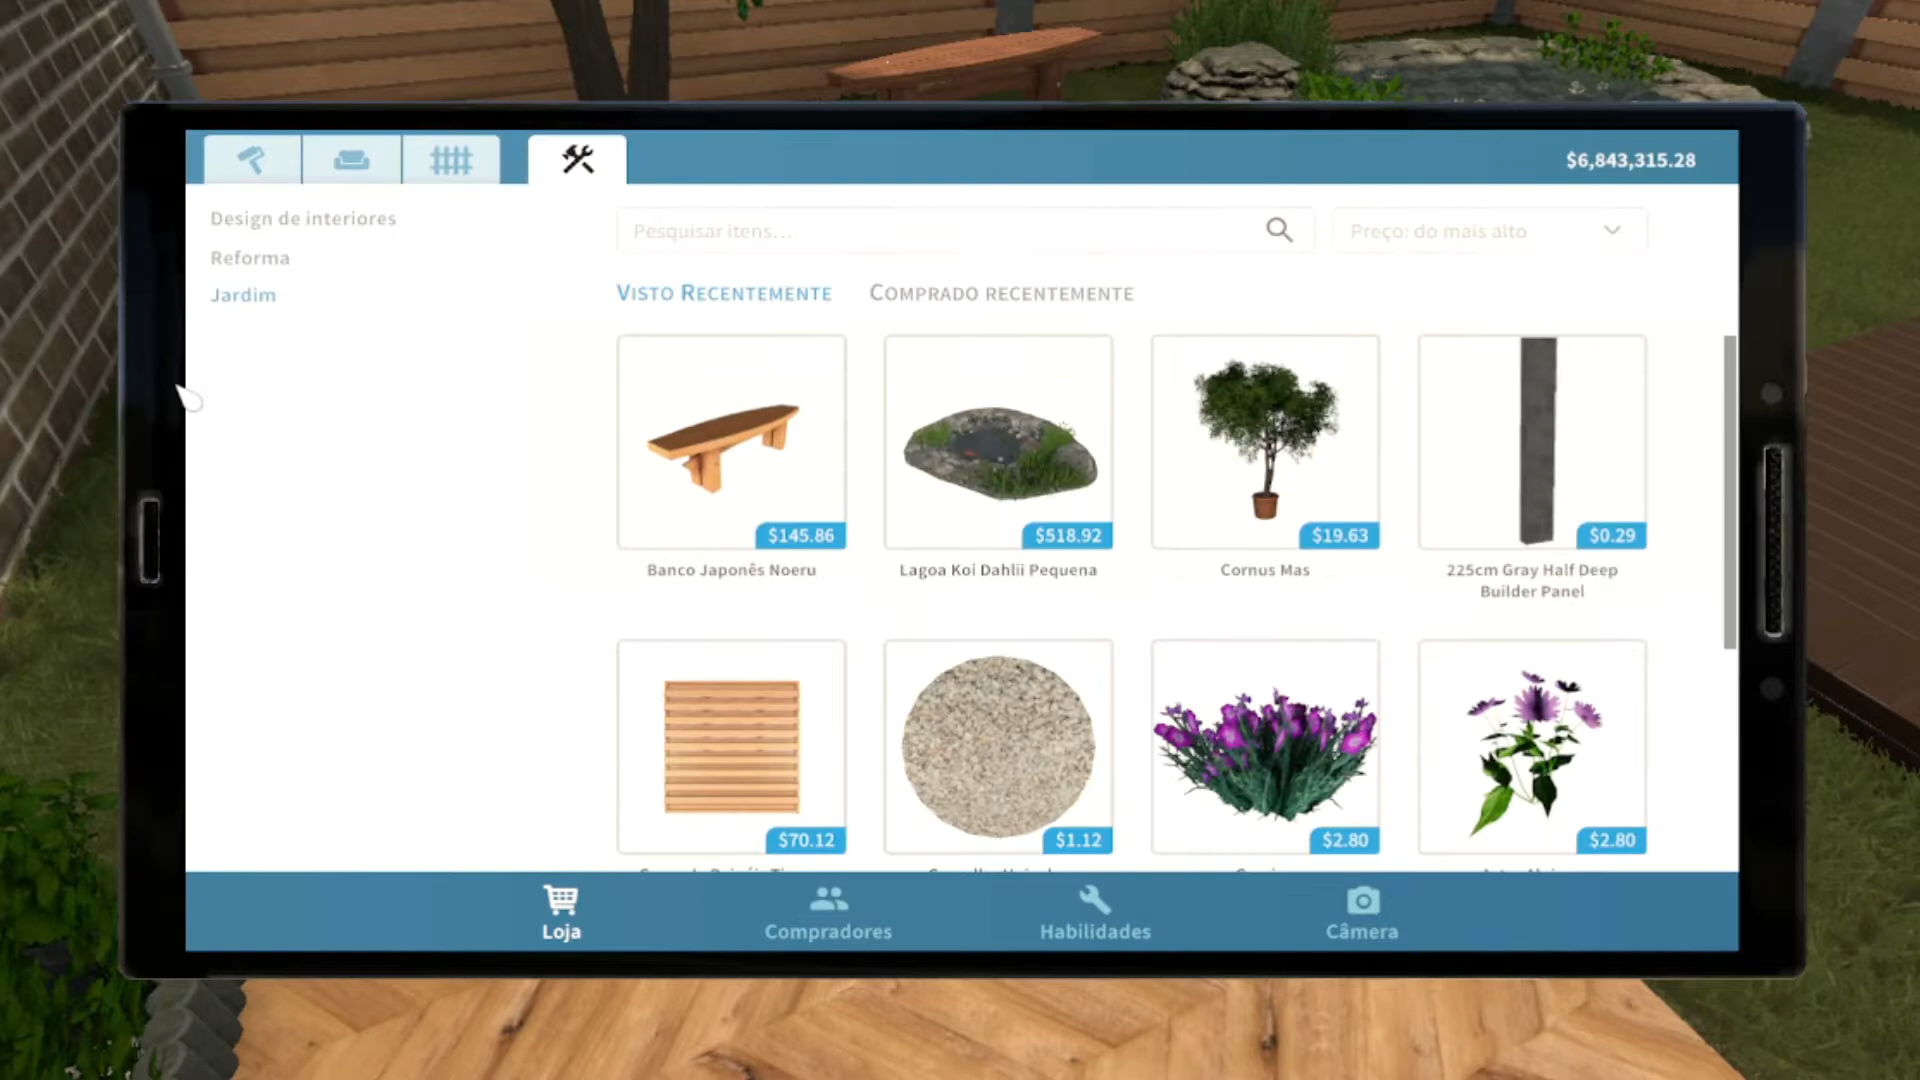 $6,843,315.28
Design de interiores
Reforma
Jardim
Pesquisar itens...
Preço: do mais alto
VISTO RECENTEMENTE
COMPRADO RECENTEMENTE
$145.86
$518.92
$19.63
$0.29
Banco Japonês Noeru
Lagoa Koi Dahlii Pequena
Cornus Mas
225cm Gray Half Deep
Builder Panel
$70.12
$1.12
$2.80
$2.80
Loja
Compradores
Habilidades
Câmera